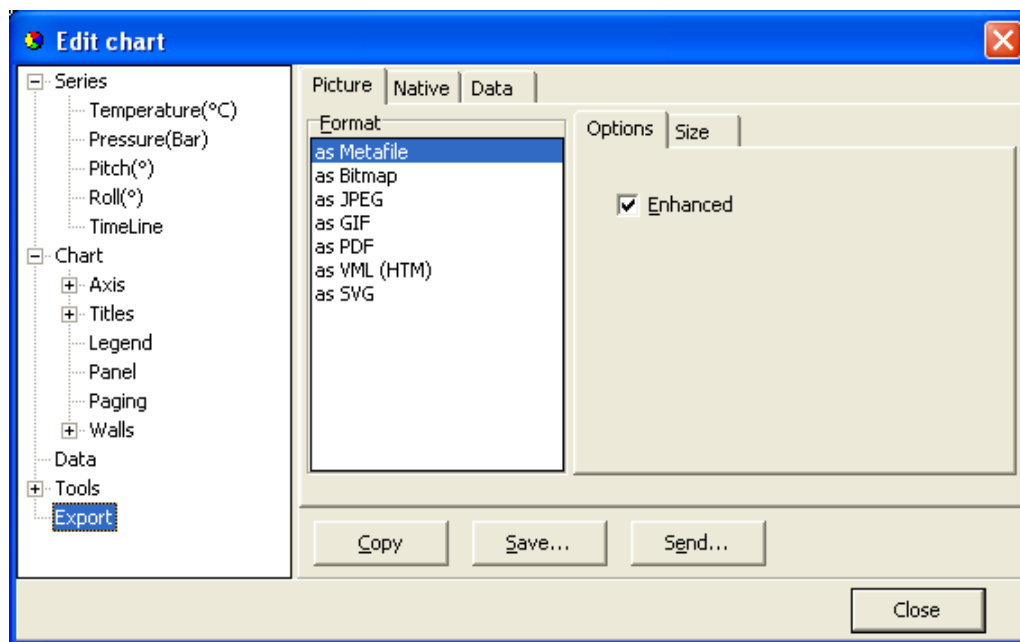 Edit chart
Series
Temperature(°C)
Pressure(Bar)
Pitch(°)
Roll(°)
TimeLine
Chart
Axis
Titles
Legend
Panel
Paging
Walls
Data
Tools
Export
Picture Native Data
Format
as Metafile
as Bitmap
as JPEG
as GIF
as PDF
as VML (HTM)
as SVG
Options Size
Enhanced
Copy Save... Send...
Close